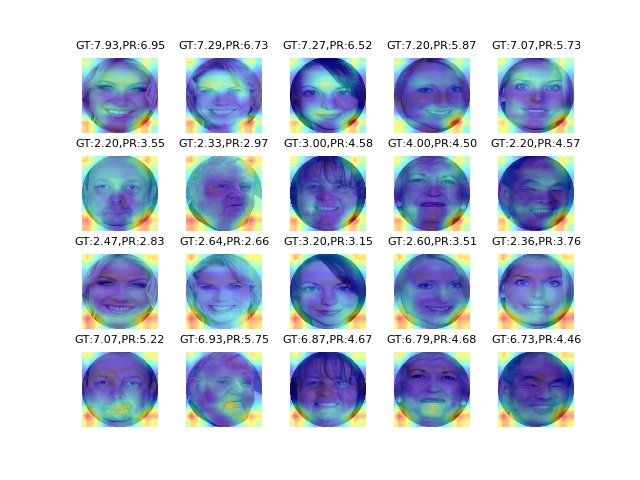 GT:7.93,PR:6.95 GT:7.29,PR:6.73 GT:7.27,PR:6.52 GT:7.20,PR:5.87 GT:7.07,PR:5.73
GT:2.20,PR:3.55 GT:2.33,PR:2.97 GT:3.00,PR:4.58 GT:4.00,PR:4.50 GT:2.20,PR:4.57
GT:2.47,PR:2.83 GT:2.64,PR:2.66 GT:3.20,PR:3.15 GT:2.60,PR:3.51 GT:2.36,PR:3.76
GT:7.07,PR:5.22 GT:6.93,PR:5.75 GT:6.87,PR:4.67 GT:6.79,PR:4.68 GT:6.73,PR:4.46